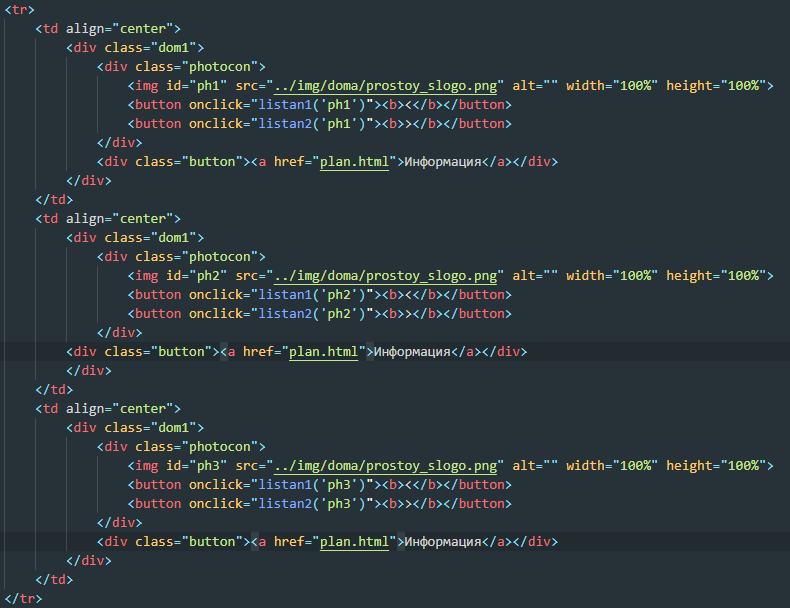 <tr>
<td align="center">
<div class="dom1">
<div class="photocon">
<img id="ph1" src="../img/doma/prostoy_slogo.png" alt="" width="100%" height="100%">
<button onclick="listan1('ph1')"><b><</b></button>
<button onclick="listan2('ph1')"><b>></b></button>
</div>
<div class="button"><a href="plan.html">Информация</a></div>
</div>
</td>
<td align="center">
<div class="dom1">
<div class="photocon">
<img id="ph2" src="../img/doma/prostoy_slogo.png" alt="" width="100%" height="100%">
<button onclick="listan1('ph2')"><b><</b></button>
<button onclick="listan2('ph2')"><b>></b></button>
</div>
<div class="button"><a href="plan.html">Информация</a></div>
</div>
</td>
<td align="center">
<div class="dom1">
<div class="photocon">
<img id="ph3" src="../img/doma/prostoy_slogo.png" alt="" width="100%" height="100%">
<button onclick="listan1('ph3')"><b><</b></button>
<button onclick="listan2('ph3')"><b>></b></button>
</div>
<div class="button"><a href="plan.html">Информация</a></div>
</div>
</td>
</tr>